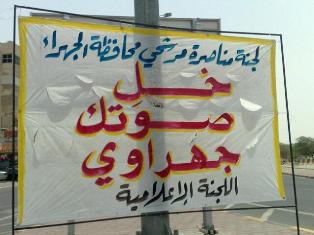 لجنة مناصرة مرشحي محافظة الجهراء
خل
صوتك
جهراوي
اللجنة الإعلامية